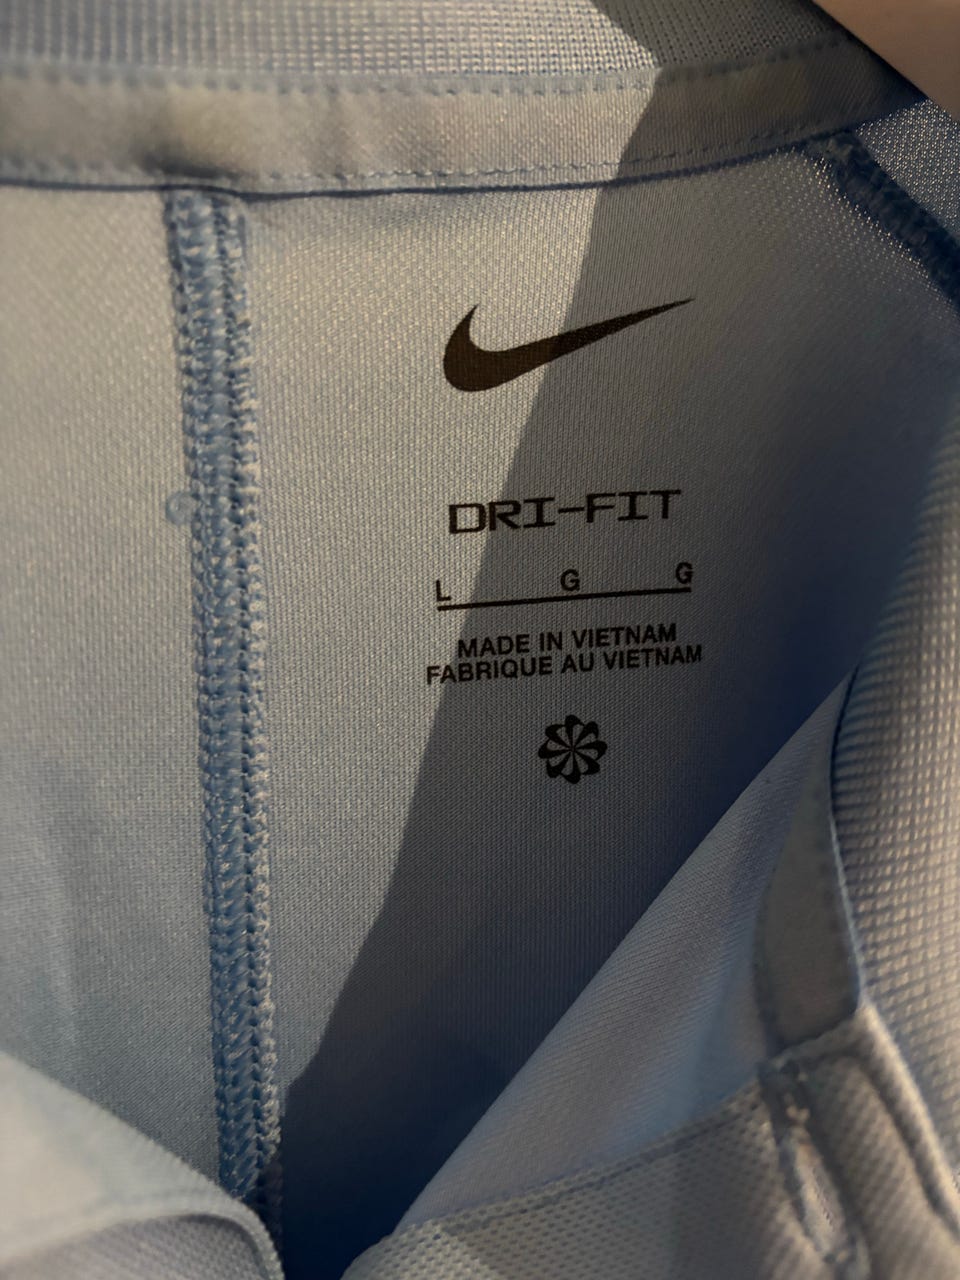 DRI-FIT
L G G
MADE IN VIETNAM
FABRIQUE AU VIETNAM